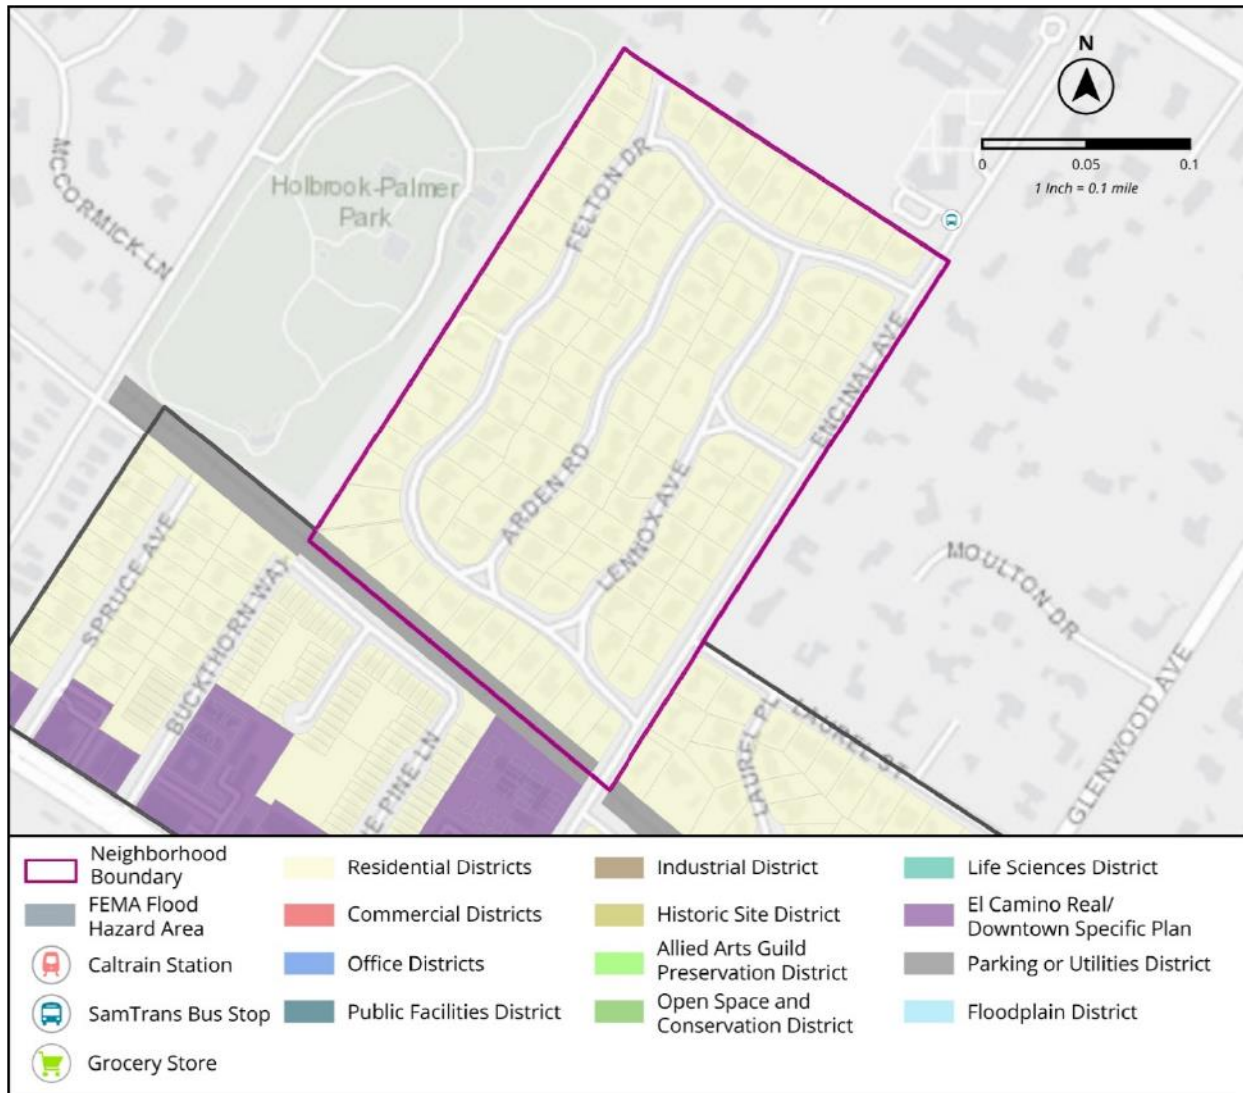 N
0
0.05
0.1
1 Inch = 0.1 mile
MCCORMICK LN
Holbrook-Palmer
Park
FELTON DR
ENCINAL AVE
ARDEN RD
LENNOX AVE
MOULTON DR
SPRUCE AVE
BUCKTHORN WAY
LAUREL PL
LAUREL ST
GLENWOOD AVE
PINE LN
Neighborhood
Boundary
Residential Districts
Industrial District
Life Sciences District
FEMA Flood
Hazard Area
Commercial Districts
Historic Site District
El Camino Real/
Downtown Specific Plan
Caltrain Station
Office Districts
Allied Arts Guild
Preservation District
Parking or Utilities District
SamTrans Bus Stop
Public Facilities District
Open Space and
Conservation District
Floodplain District
Grocery Store